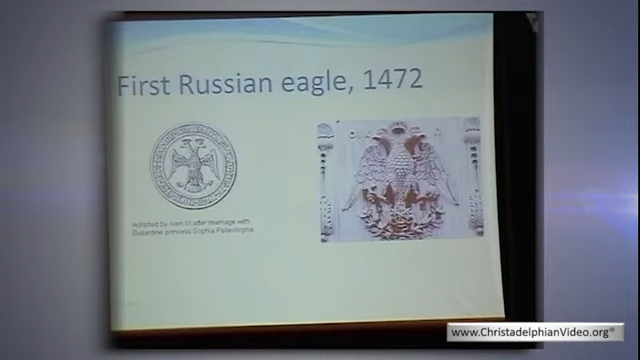 First Russian eagle, 1472
Adopted by Ivan III after marriage with
Byzantine princess Sophia Paleologina
www.ChristadelphianVideo.org®